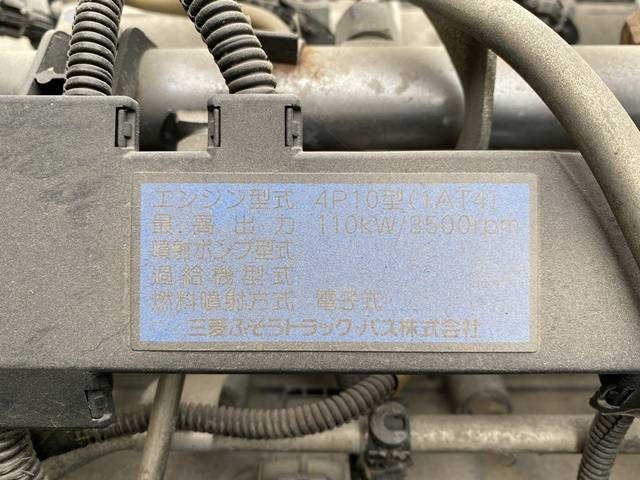 エンジン型式 4P10型(1AT4)
最高出力 110kW/3500rpm
噴射ポンプ型式
過給機型式
燃料噴射方式 電子式
三菱ふそうトラック・バス株式会社